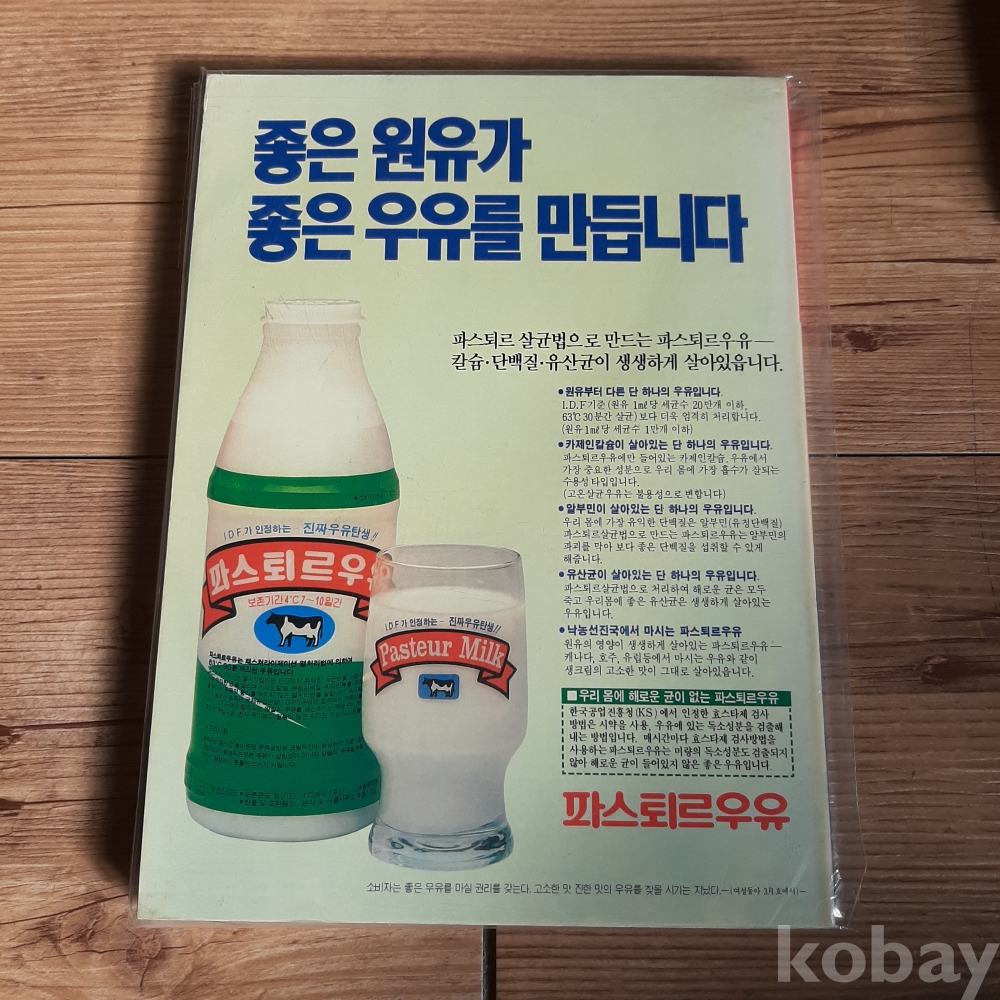 좋은 원유가
좋은 우유를 만듭니다
파스퇴르 살균법으로 만드는 파스퇴르우유—
칼슘·단백질·유산균이 생생하게 살아있읍니다.
●원유부터 다른 단 하나의 우유입니다.
I.D.F기준(원유 1㎖당 세균수 20만개 이하,
63℃ 30분간 살균)보다 더욱 엄격히 처리합니다.
(원유1㎖당 세균수 1만개 이하)
●카제인칼슘이 살아있는 단 하나의 우유입니다.
파스퇴르우유에만 들어있는 카제인칼슘, 우유에서
가장 중요한 성분으로 우리 몸에 가장 흡수가 잘되는
수용성 타입입니다.
(고온살균우유는 불용성으로 변합니다)
●알부민이 살아있는 단 하나의 우유입니다.
우리 몸에 가장 유익한 단백질은 알부민(유청단백질)
파스퇴르살균법으로 만드는 파스퇴르우유는 알부민의
파괴를 막아 보다 좋은 단백질을 섭취할 수 있게
해줍니다.
●유산균이 살아있는 단 하나의 우유입니다.
파스퇴르살균법으로 처리하여 해로운 균은 모두
죽고 우리몸에 좋은 유산균은 생생하게 살아있는
우유입니다.
●낙농선진국에서 마시는 파스퇴르우유
원유의 영양이 생생하게 살아있는 파스퇴르우유—
캐나다, 호주, 유럽등에서 마시는 우유와 같이
생크림의 고소한 맛이 그대로 살아있습니다.
■우리 몸에 해로운 균이 없는 파스퇴르우유
한국공업진흥청(KS)에서 인정한 효스타제 검사
방법은 시약을 사용, 우유에 있는 독소성분을 검출해
내는 방법입니다. 매시간마다 효스타제 검사방법을
사용하는 파스퇴르우유는 미량의 독소성분도 검출되지
않아 해로운 균이 들어있지 않은 좋은우유입니다.
파스퇴르우유
I.D.F.가 인정하는— 진짜우유탄생!!
파스퇴르우유
보존기간4℃7~10일간
I.D.F가 인정하는— 진짜우유탄생!!
Pasteur Milk
소비자는 좋은 우유를 마실 권리를 갖는다. 고소한 맛 진한 맛의 우유를 찾을 시기는 지났다.—(여성동아 3月호에서)—
kobay